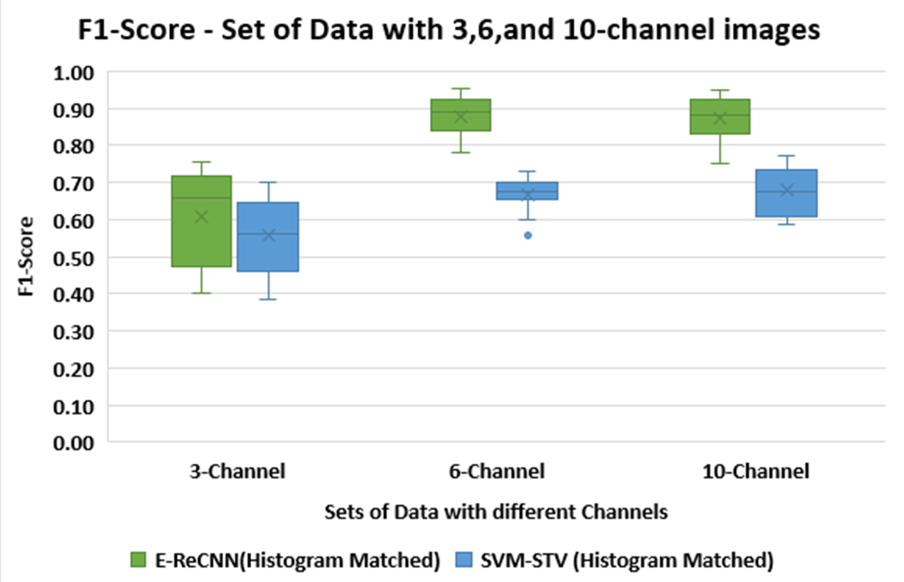 F1-Score - Set of Data with 3,6,and 10-channel images
1.00
0.90
0.80
0.70
0.60
0.50
0.40
0.30
0.20
0.10
0.00
F1-Score
3-Channel 6-Channel 10-Channel
Sets of Data with different Channels
E-ReCNN(Histogram Matched) SVM-STV (Histogram Matched)